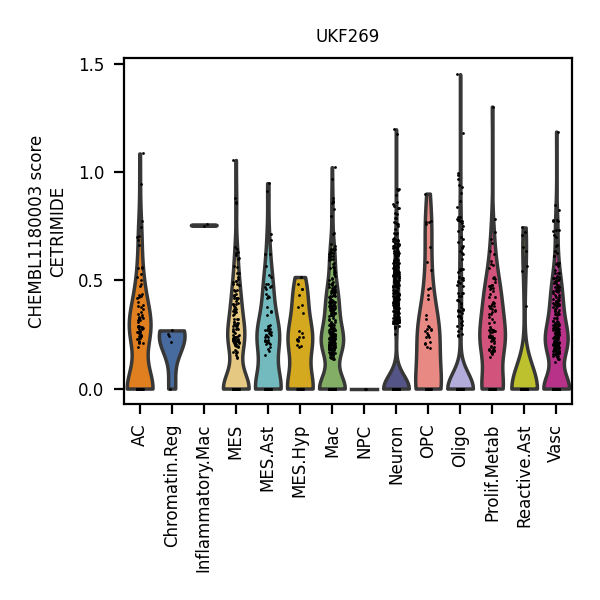 UKF269
CHEMBL1180003 score
CETRIMIDE
1.5
1.0
0.5
0.0
AC
Chromatin.Reg
Inflammatory.Mac
MES
MES.Ast
MES.Hyp
Mac
NPC
Neuron
OPC
Oligo
Prolif.Metab
Reactive.Ast
Vasc